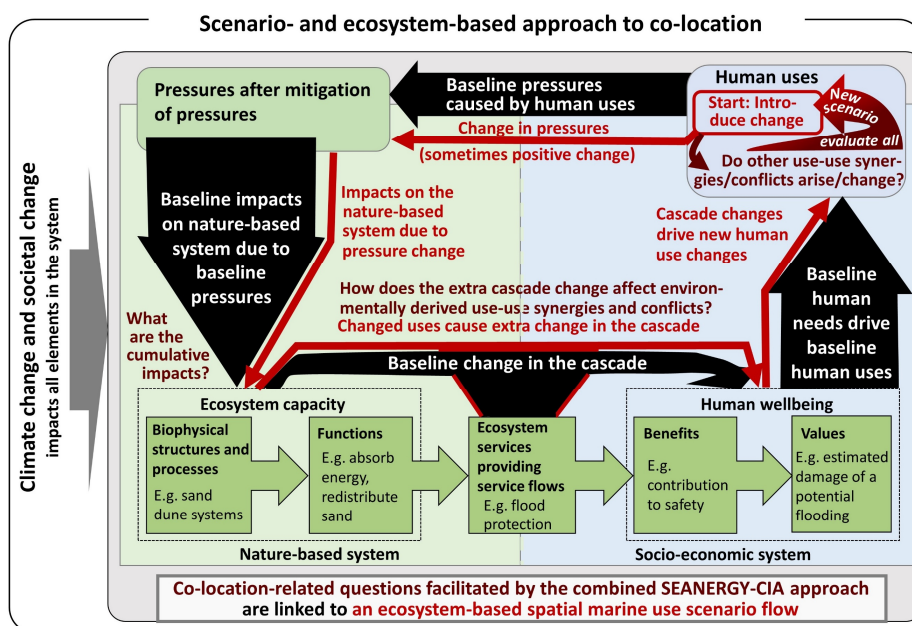 Scenario- and ecosystem-based approach to co-location
Climate change and societal change
impacts all elements in the system
Pressures after mitigation
of pressures
Baseline pressures
caused by human uses
Change in pressures
(sometimes positive change)
Human uses
Start: Intro-
duce change
New
scenario
evaluate all
Do other use-use syner-
gies/conflicts arise/change?
Baseline impacts
on nature-based
system due to
baseline
pressures
Impacts on the
nature-based
system due to
pressure change
Cascade changes
drive new human
use changes
Baseline
human
needs drive
baseline
human uses
What
are the
cumulative
impacts?
How does the extra cascade change affect environ-
mentally derived use-use synergies and conflicts?
Changed uses cause extra change in the cascade
Baseline change in the cascade
Ecosystem capacity
Biophysical
structures and
processes
E.g. sand
dune systems
Functions
E.g. absorb
energy,
redistribute
sand
Ecosystem
services
providing
service flows
E.g. flood
protection
Human wellbeing
Benefits
E.g.
contribution
to safety
Values
E.g. estimated
damage of a
potential
flooding
Nature-based system
Socio-economic system
Co-location-related questions facilitated by the combined SEANERGY-CIA approach
are linked to an ecosystem-based spatial marine use scenario flow